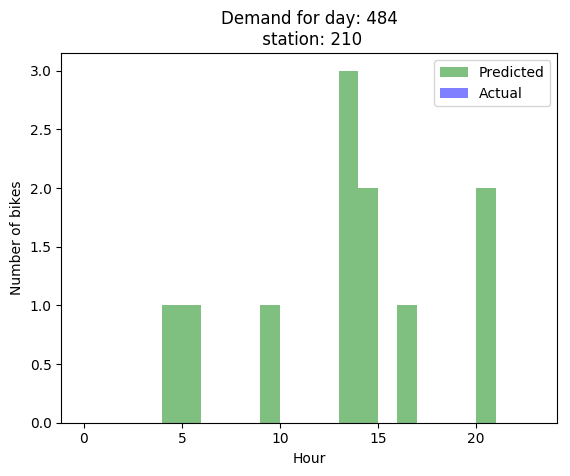 Demand for day: 484
station: 210
Predicted
Actual
3.0
2.5
2.0
1.5
1.0
0.5
0.0
Number of bikes
0 5 10 15 20
Hour